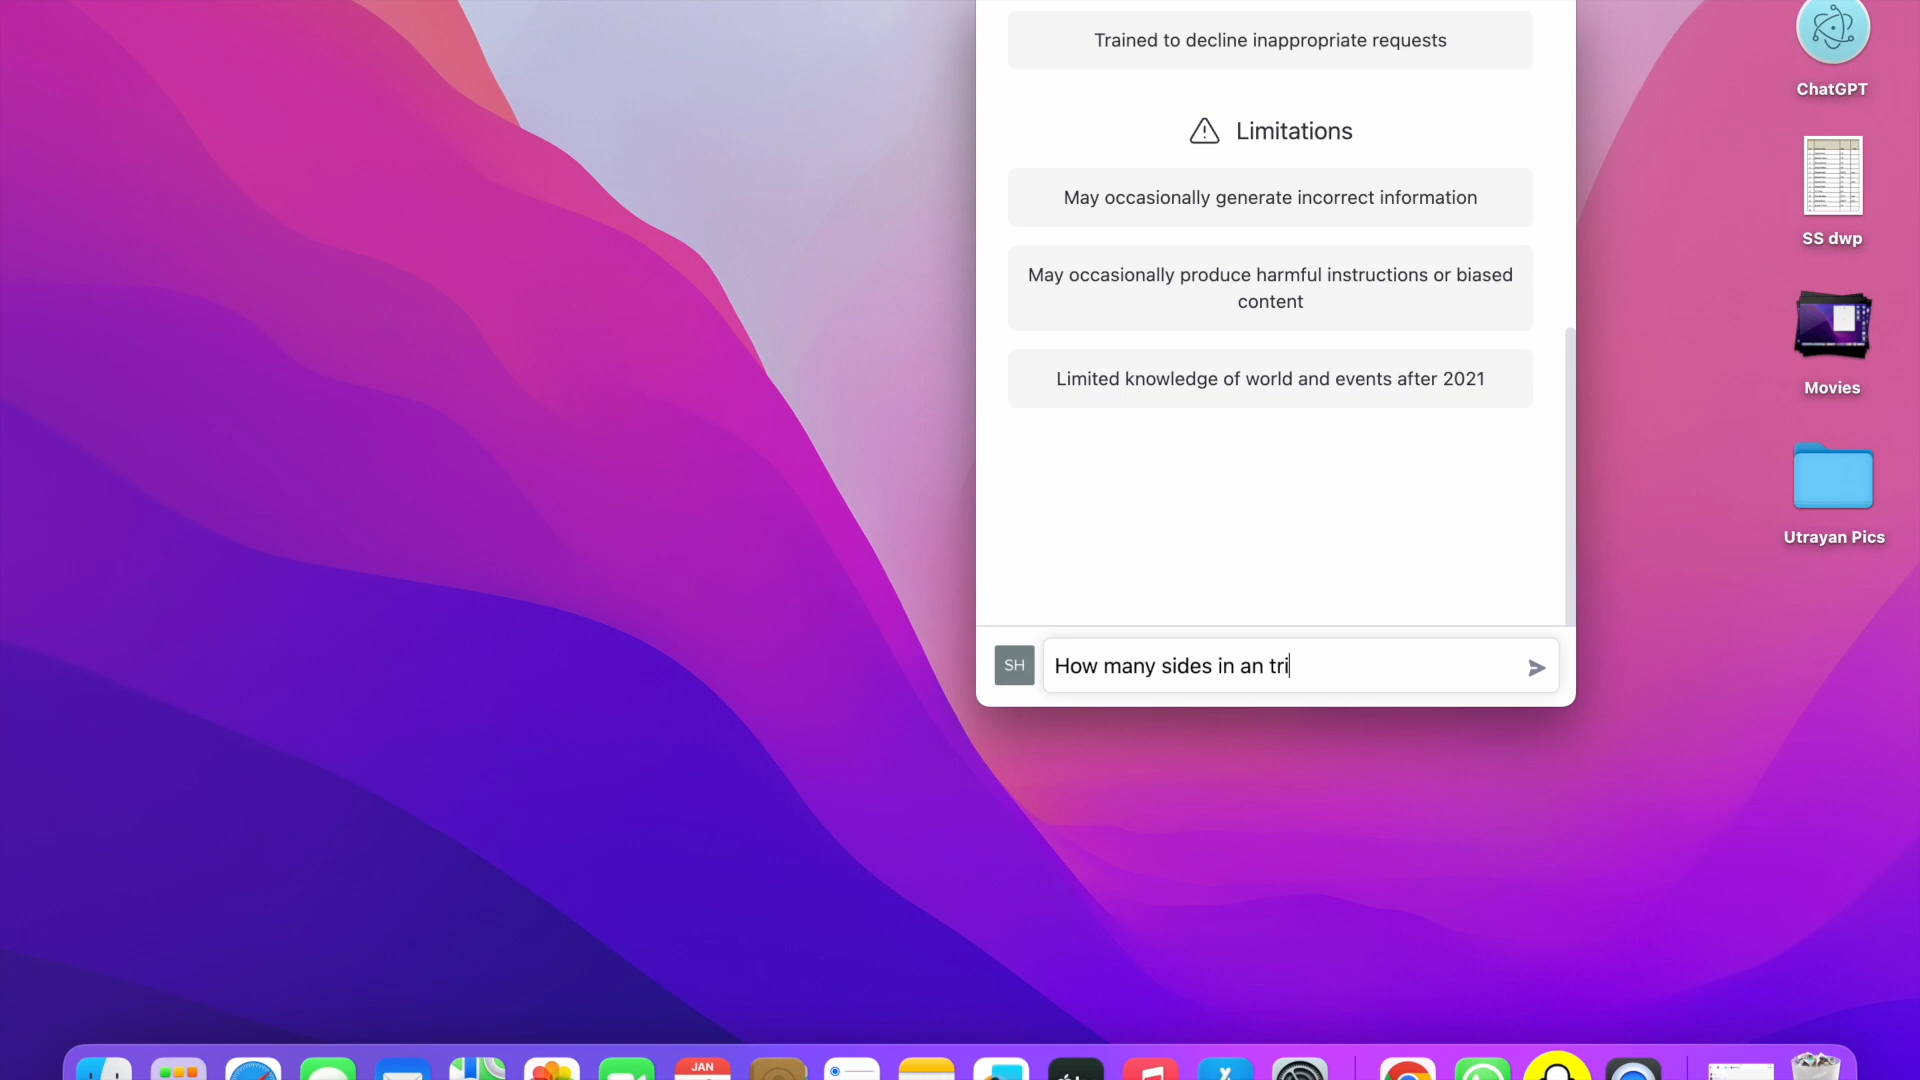 Trained to decline inappropriate requests
ChatGPT
Limitations
May occasionally generate incorrect information
SS dwp
May occasionally produce harmful instructions or biased
content
Limited knowledge of world and events after 2021
Movies
Utrayan Pics
SH
How many sides in an tri
JAN